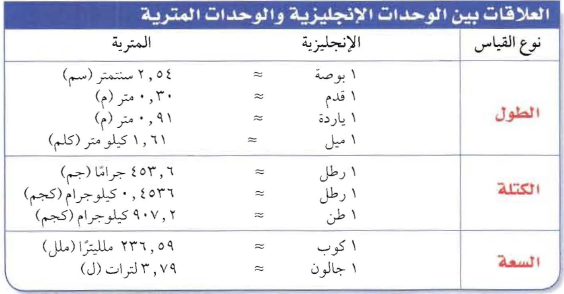 العلاقات بين الوحدات الإنجليزية والوحدات المترية
نوع القياس الإنجليزية المترية
الطول
١ بوصة ≈ ٢,٥٤ سنتمتر (سم)
١ قدم ≈ ٠,٣٠ متر (م)
١ ياردة ≈ ٠,٩١ متر (م)
١ ميل ≈ ١,٦١ كيلو متر (كلم)
الكتلة
١ رطل ≈ ٤٥٣,٦ جرامًا (جم)
١ رطل ≈ ٠,٤٥٣٦ كيلوجرام (كجم)
١ طن ≈ ٩٠٧,٢ كيلوجرام (كجم)
السعة
١ كوب ≈ ٢٣٦,٥٩ ملليترًا (ملل)
١ جالون ≈ ٣,٧٩ لترات (ل)